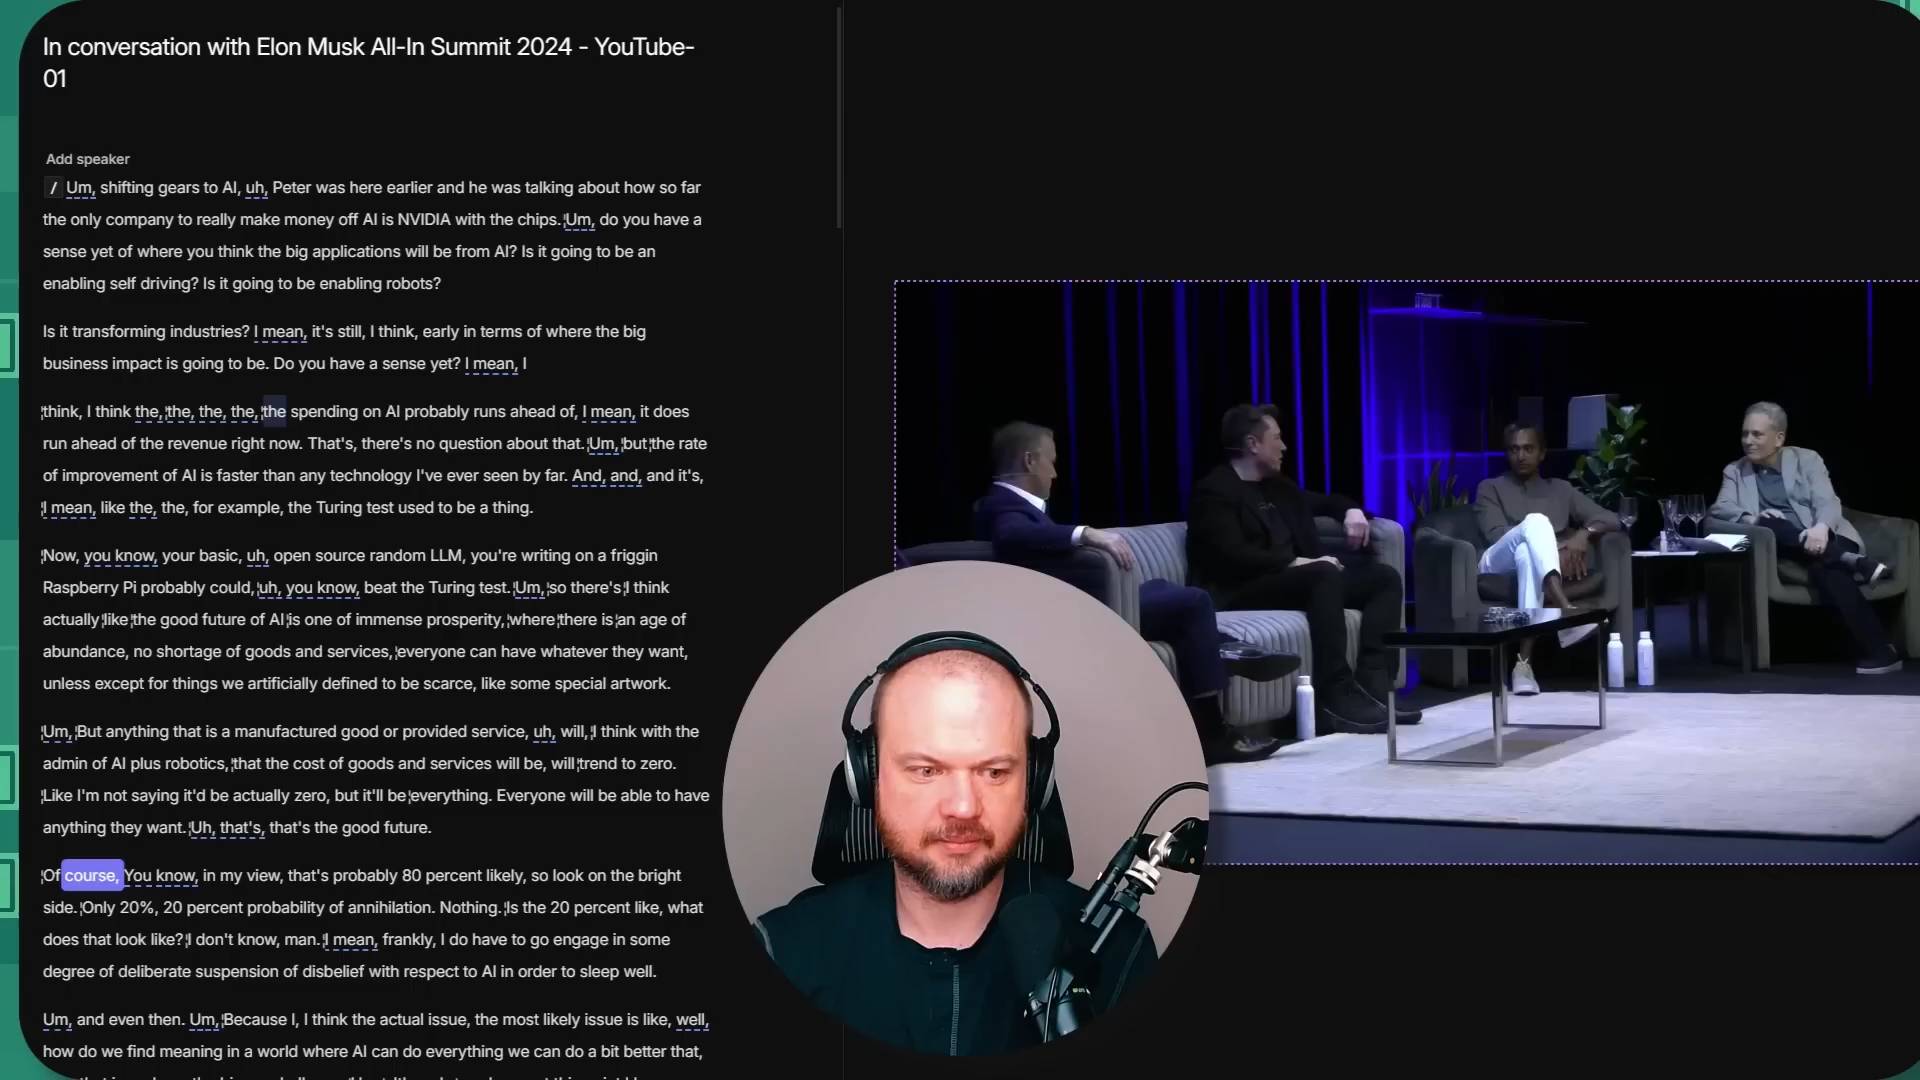 In conversation with Elon Musk All-In Summit 2024 - YouTube-
01
Add speaker
/ Um, shifting gears to AI, uh, Peter was here earlier and he was talking about how so far
the only company to really make money off AI is NVIDIA with the chips. Um, do you have a
sense yet of where you think the big applications will be from AI? Is it going to be an
enabling self driving? Is it going to be enabling robots?
Is it transforming industries? I mean, it's still, I think, early in terms of where the big
business impact is going to be. Do you have a sense yet? I mean, I
think, I think the, the, the, the, the spending on AI probably runs ahead of, I mean, it does
run ahead of the revenue right now. That's, there's no question about that. Um, but the rate
of improvement of AI is faster than any technology I've ever seen by far. And, and, and it's,
I mean, like the, the, for example, the Turing test used to be a thing.
Now, you know, your basic, uh, open source random LLM, you're writing on a friggin
Raspberry Pi probably could, uh, you know, beat the Turing test. Um, so there's I think
actually like the good future of AI is one of immense prosperity, where there is an age of
abundance, no shortage of goods and services, everyone can have whatever they want,
unless except for things we artificially defined to be scarce, like some special artwork.
Um, But anything that is a manufactured good or provided service, uh, will, I think with the
admin of AI plus robotics, that the cost of goods and services will be, will trend to zero.
Like I'm not saying it'd be actually zero, but it'll be everything. Everyone will be able to have
anything they want. Uh, that's, that's the good future.
Of course, You know, in my view, that's probably 80 percent likely, so look on the bright
side. Only 20%, 20 percent probability of annihilation. Nothing. Is the 20 percent like, what
does that look like? I don't know, man. I mean, frankly, I do have to go engage in some
degree of deliberate suspension of disbelief with respect to AI in order to sleep well.
Um, and even then. Um, Because I, I think the actual issue, the most likely issue is like, well,
how do we find meaning in a world where AI can do everything we can do a bit better that,